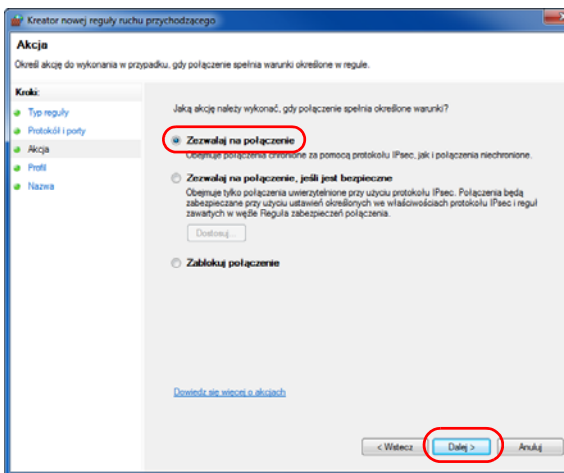 Kreator nowej reguły ruchu przychodzącego
Akcja
Określ akcję do wykonania w przypadku, gdy połączenie spełnia warunki określone w regule.
Kroki:
Typ reguły
Protokół i porty
Akcja
Profil
Nazwa
Jaką akcję należy wykonać, gdy połączenie spełnia określone warunki?
Zezwalaj na połączenie
Obejmuje połączenia chronione za pomocą protokołu IPsec, jak i połączenia niechronione.
Zezwalaj na połączenie, jeśli jest bezpieczne
Obejmuje tylko połączenia uwierzytelnione przy użyciu protokołu IPsec. Połączenia będą
zabezpieczane przy użyciu ustawień określonych we właściwościach protokołu IPsec i reguł
zawartych w węźle Reguła zabezpieczeń połączenia.
Dostosuj...
Zablokuj połączenie
Dowiedz się więcej o akcjach
< Wstecz
Dalej >
Anuluj